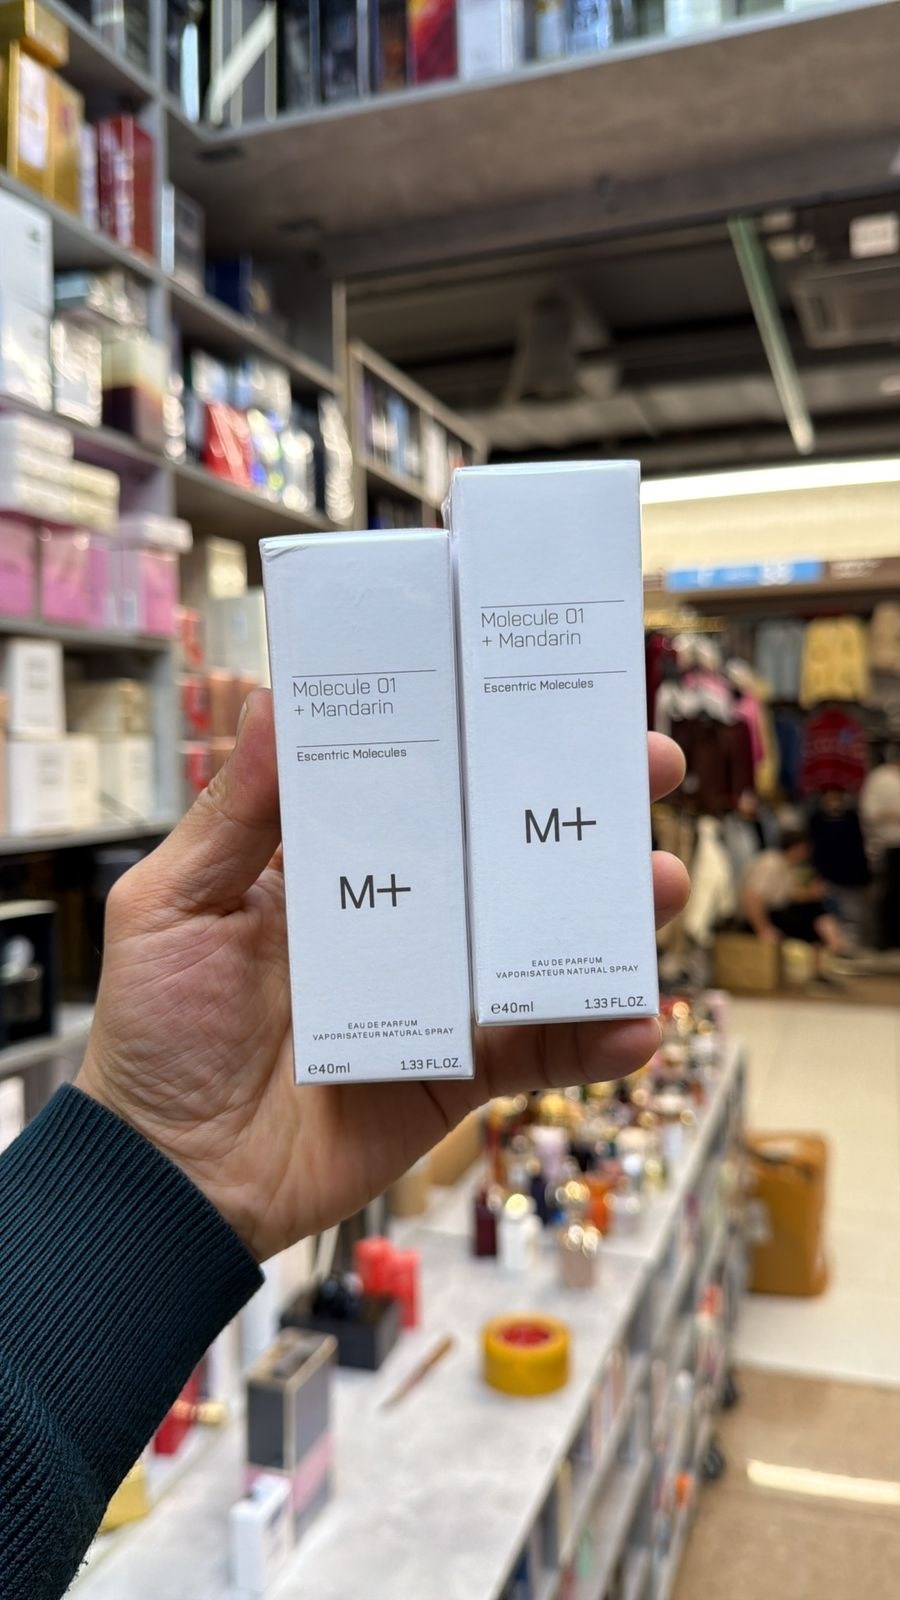 Molecule 01
+ Mandarin
Escentric Molecules
M+
EAU DE PARFUM
VAPORISATEUR NATURAL SPRAY
e40ml 1.33 FL.OZ.
Molecule 01
+ Mandarin
Escentric Molecules
M+
EAU DE PARFUM
VAPORISATEUR NATURAL SPRAY
e40ml 1.33 FL.OZ.